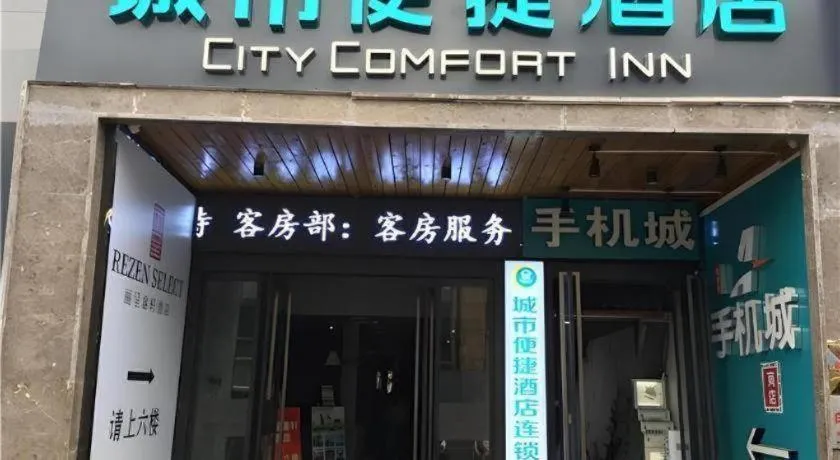 城市便捷酒店
CITY COMFORT INN
客房部：客房服务
手机城
REZEN SELECT
丽呈睿轩酒店
请上六楼
城市便捷酒店连锁
手机城